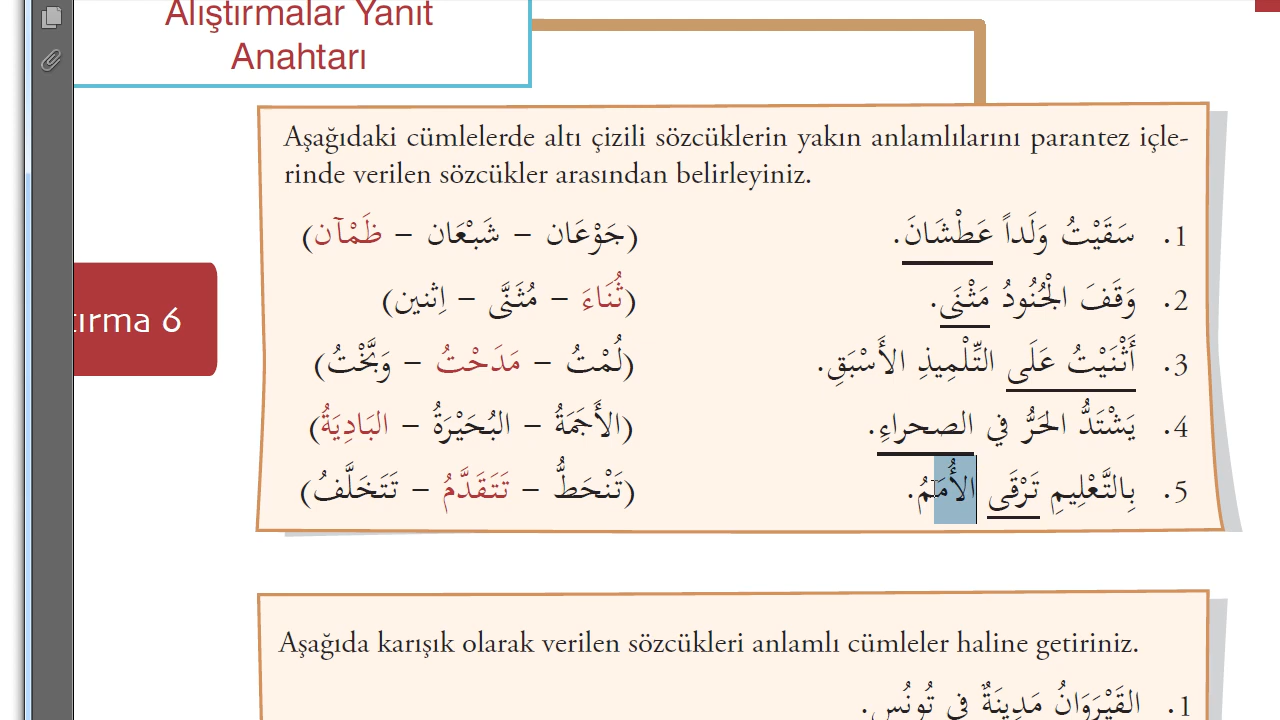 Alıştırmalar Yanıt
Anahtarı
Aşağıdaki cümlelerde altı çizili sözcüklerin yakın anlamlılarını parantez içle-
rinde verilen sözcükler arasından belirleyiniz.
1. سَقَيْتُ وَلَداً عَطْشَانَ. (جَوْعَان – شَبْعَان – ظَمْآن)
2. وَقَفَ الْجُنُودُ مَثْنَى. (ثُنَاءَ – مُثَنَّى – اِثنين)
3. أَثْنَيْتُ عَلَى التِّلْمِيذِ الأَسْبَقِ. (لُمْتُ – مَدَحْتُ – وَبَّخْتُ)
4. يَشْتَدُّ الحَرُّ في الصحراءِ. (الأَجَمَةُ – البُحَيْرَةُ – البَادِيَةُ)
5. بِالتَّعْلِيمِ تَرْقَى الأُمَمُ. (تَنْحَطُّ – تَتَقَدَّمُ – تَتَخَلَّفُ)
tırma 6
Aşağıda karışık olarak verilen sözcükleri anlamlı cümleler haline getiriniz.
1. القَيْرَوَانُ مَدِينَةٌ فِي تُونُس.